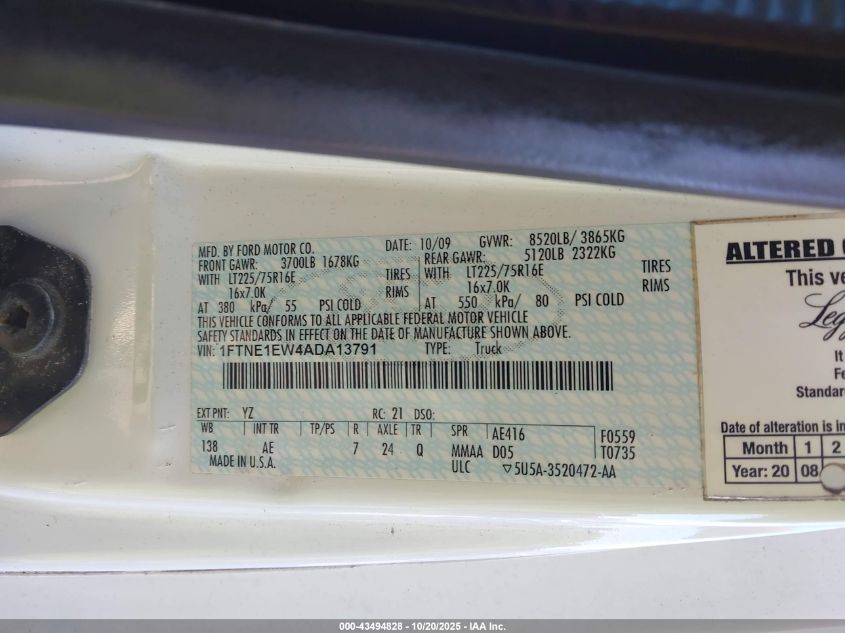 MFD. BY FORD MOTOR CO. DATE: 10/09 GVWR: 8520LB/ 3865KG
FRONT GAWR: 3700LB 1678KG REAR GAWR: 5120LB 2322KG
WITH LT225/75R16E TIRES WITH LT225/75R16E TIRES
16x7.0K RIMS 16x7.0K RIMS
AT 380 kPa/ 55 PSI COLD AT 550 kPa/ 80 PSI COLD
THIS VEHICLE CONFORMS TO ALL APPLICABLE FEDERAL MOTOR VEHICLE
SAFETY STANDARDS IN EFFECT ON THE DATE OF MANUFACTURE SHOWN ABOVE.
VIN: 1FTNE1EW4ADA13791 TYPE: Truck
EXT PNT: YZ RC: 21 DSO:
WB INT TR TP/PS R AXLE TR SPR AE416 F0559
138 AE 7 24 Q MMAA D05 T0735
MADE IN U.S.A. ULC ▽5U5A-3520472-AA
ALTERED
This ve
Leg
It
Fe
Standard
Date of alteration is in
Month 1 2
Year: 20 08
000-43494828 - 10/20/2025 - IAA Inc.